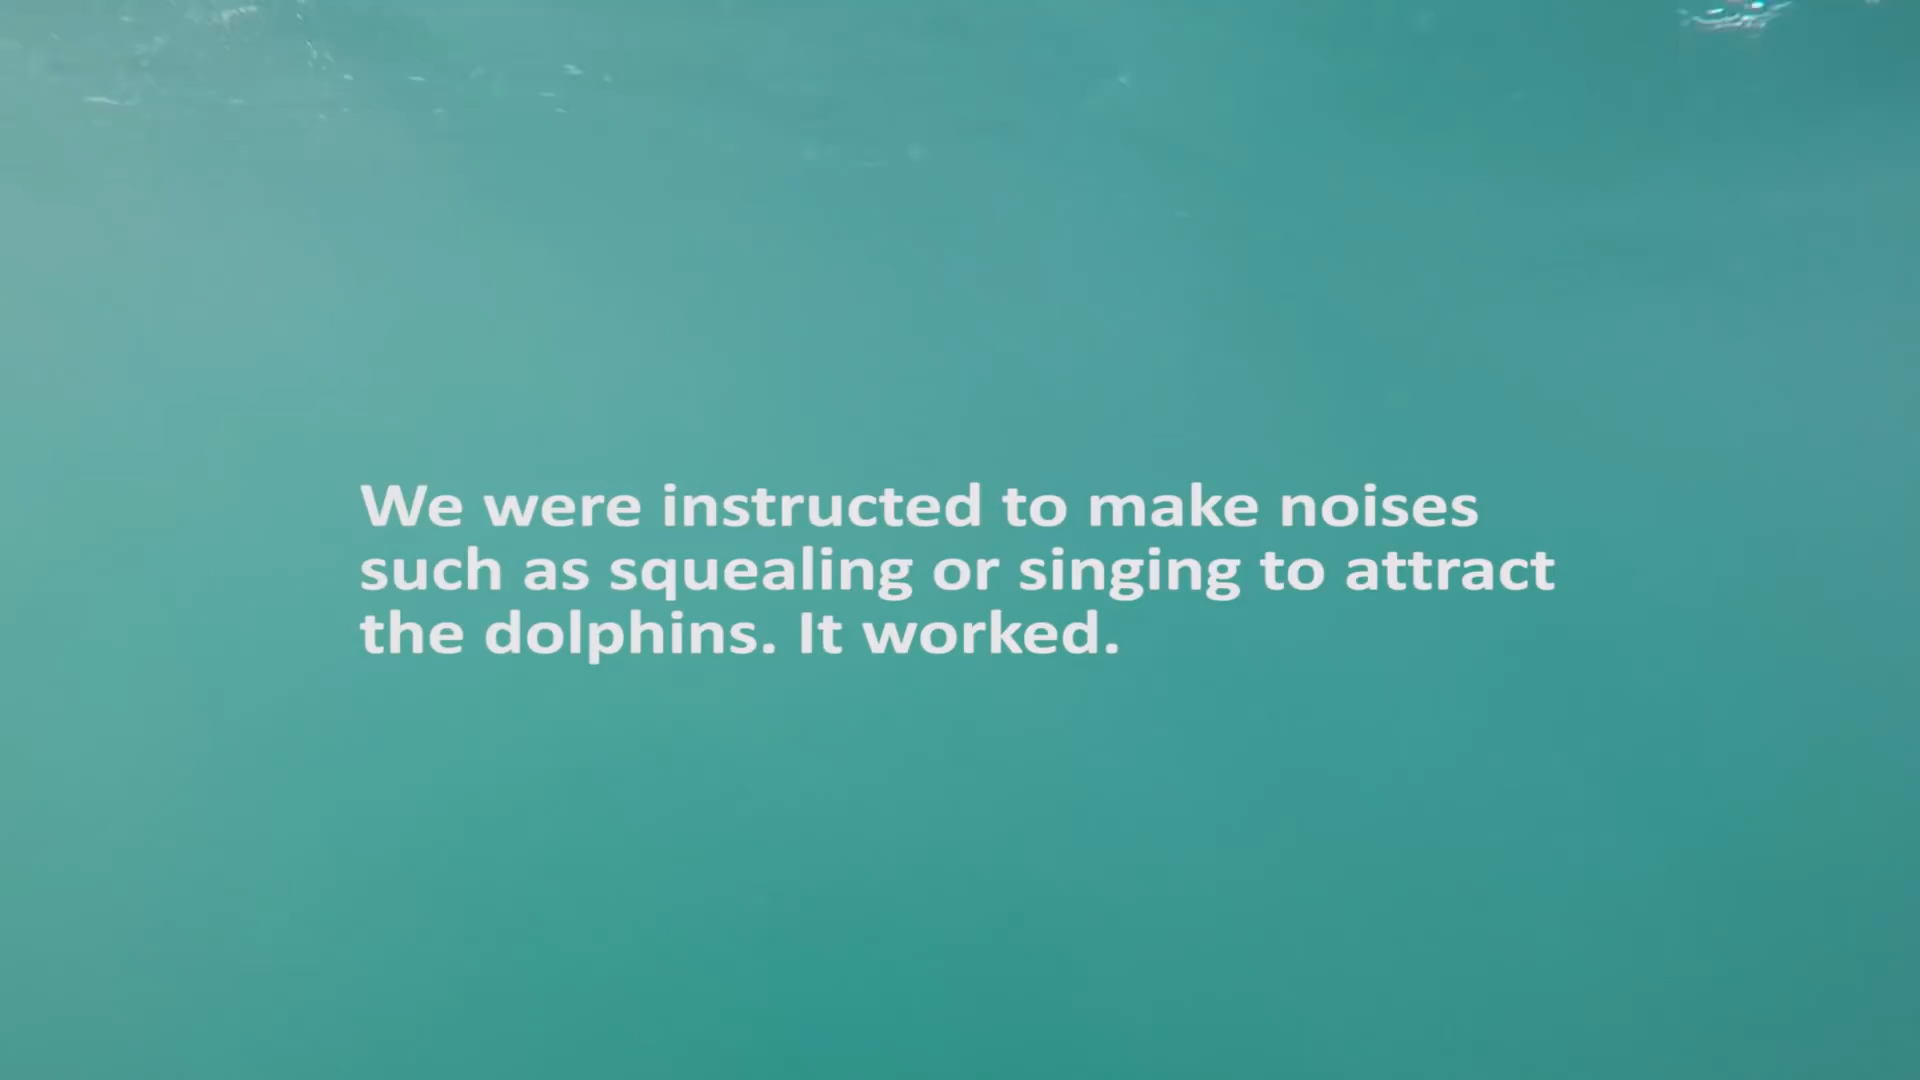 We were instructed to make noises
such as squealing or singing to attract
the dolphins. It worked.